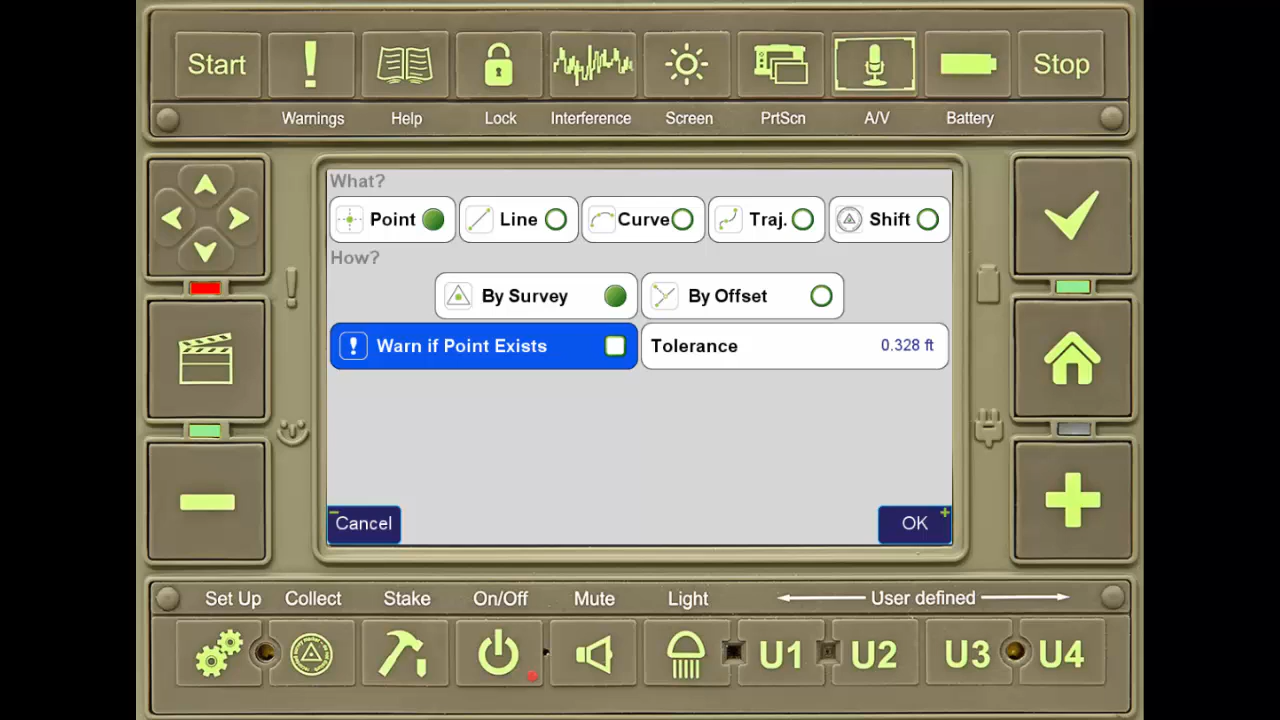 Start
Stop
Warnings
Help
Lock
Interference
Screen
PrtScn
A/V
Battery
What?
Point
Line
Curve
Traj.
Shift
How?
By Survey
By Offset
Warn if Point Exists
Tolerance
0.328 ft
Cancel
OK
Set Up
Collect
Stake
On/Off
Mute
Light
User defined
U1
U2
U3
U4